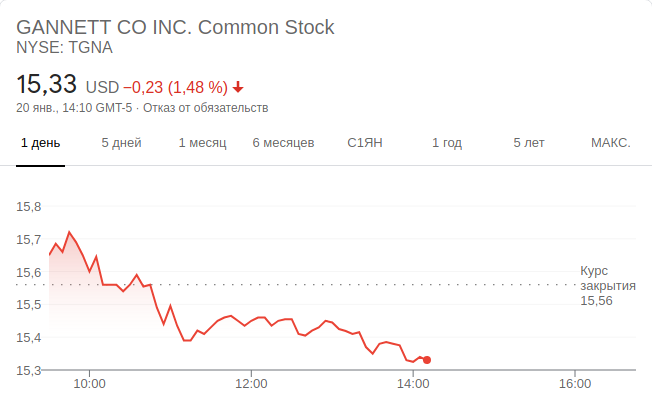 GANNETT CO INC. Common Stock
NYSE: TGNA
15,33 USD −0,23 (1,48 %)
20 янв., 14:10 GMT-5 · Отказ от обязательств
1 день 5 дней 1 месяц 6 месяцев С1ЯН 1 год 5 лет МАКС.
15,8
15,7
15,6
Курс
закрытия
15,56
15,5
15,4
15,3
10:00 12:00 14:00 16:00